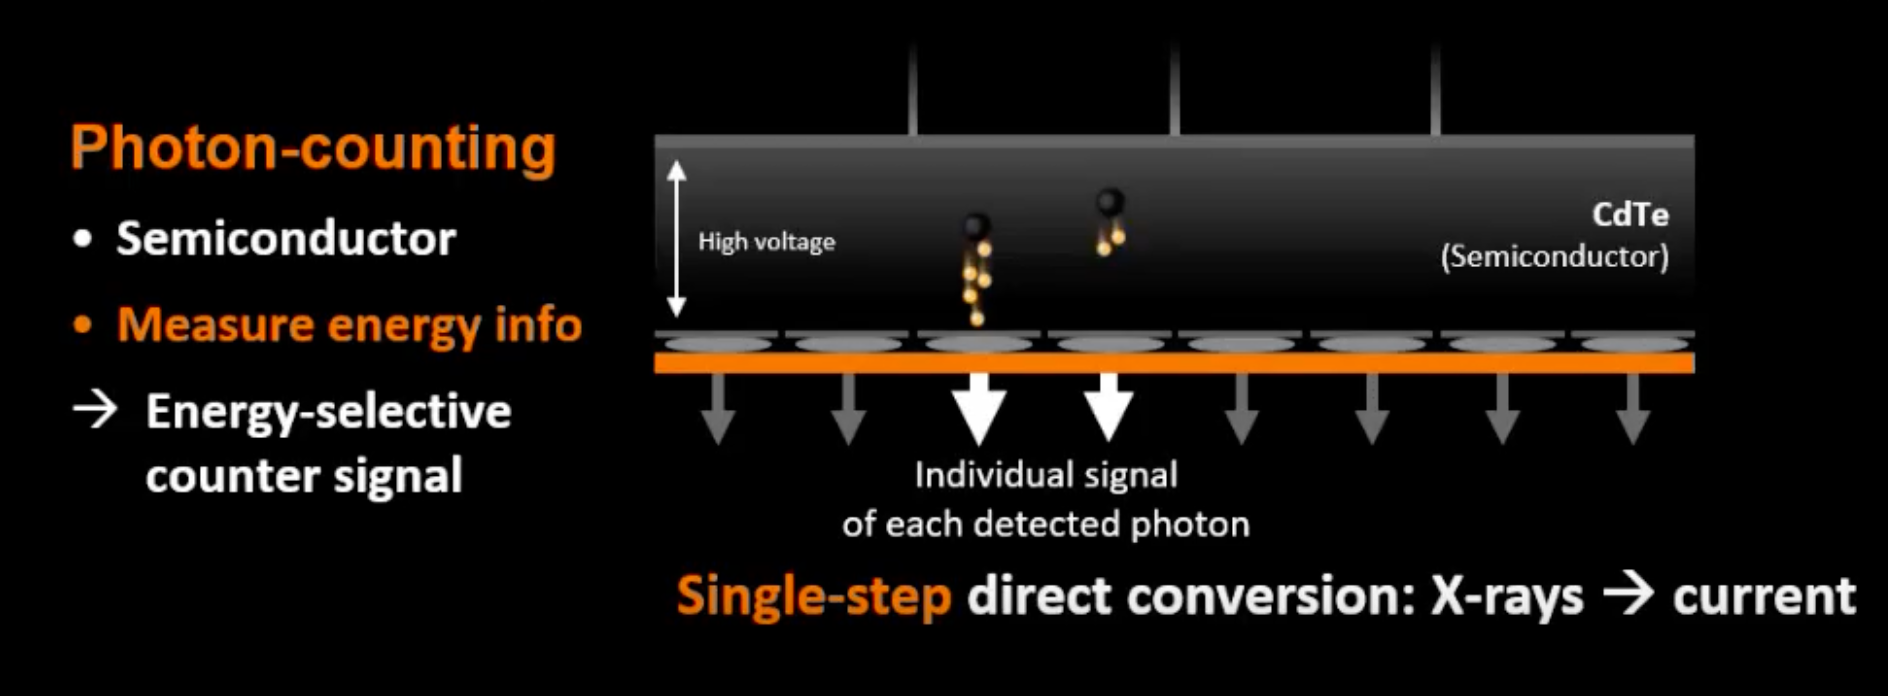 Photon-counting
• Semiconductor
• Measure energy info
→ Energy-selective
counter signal
High voltage
CdTe
(Semiconductor)
Individual signal
of each detected photon
Single-step direct conversion: X-rays → current